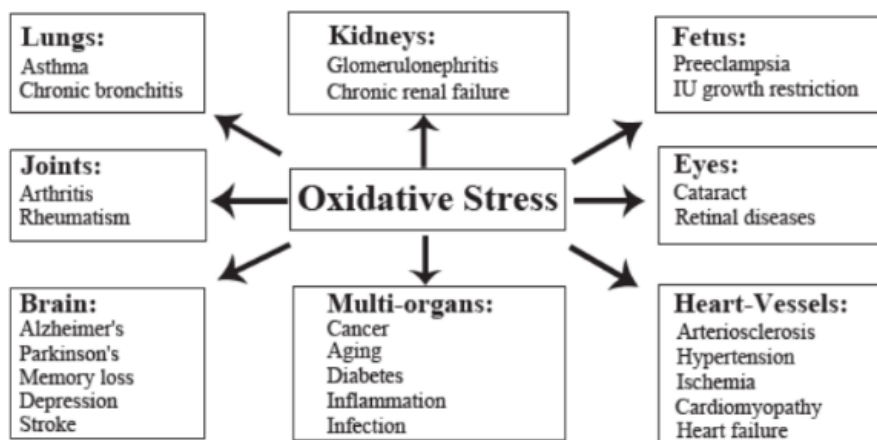 Lungs:
Asthma
Chronic bronchitis
Kidneys:
Glomerulonephritis
Chronic renal failure
Fetus:
Preeclampsia
IU growth restriction
Joints:
Arthritis
Rheumatism
Oxidative Stress
Eyes:
Cataract
Retinal diseases
Brain:
Alzheimer's
Parkinson's
Memory loss
Depression
Stroke
Multi-organs:
Cancer
Aging
Diabetes
Inflammation
Infection
Heart-Vessels:
Arteriosclerosis
Hypertension
Ischemia
Cardiomyopathy
Heart failure